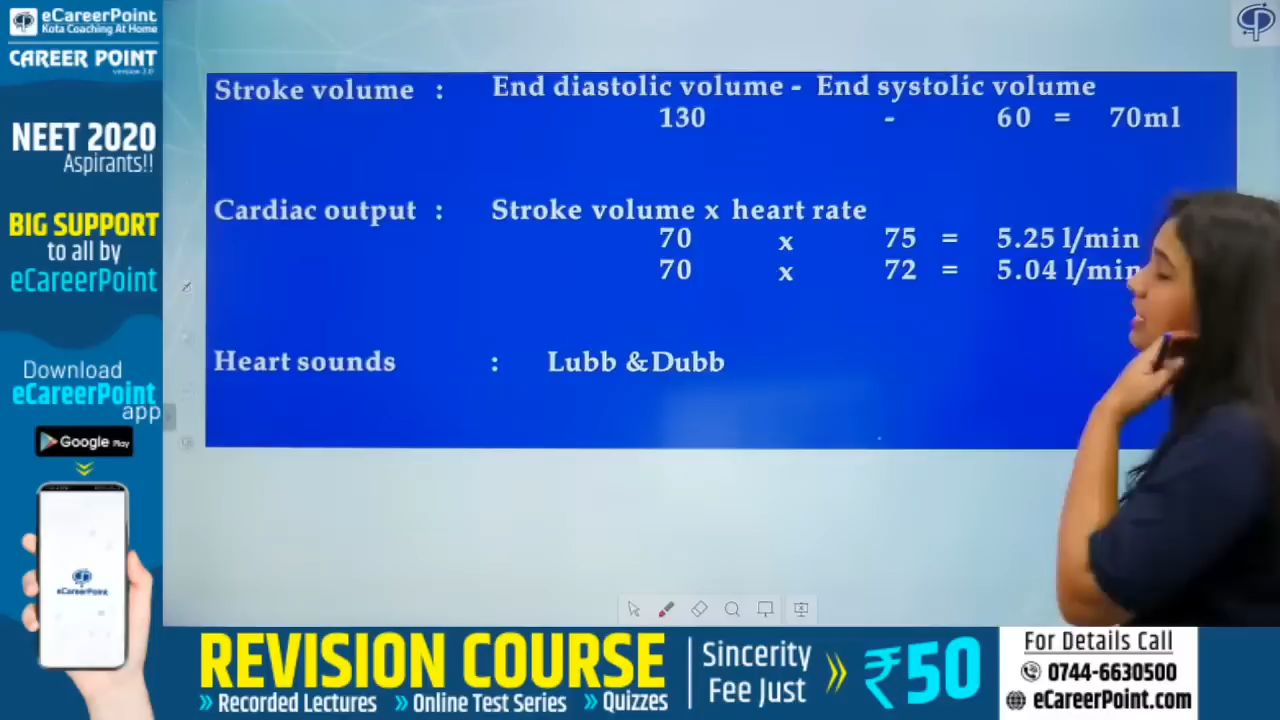 eCareerPoint
Kota Coaching At Home
CAREER POINT
version 2.0
NEET 2020
Aspirants!!
BIG SUPPORT
to all by
eCareerPoint
Download
eCareerPoint
app
Google Play
eCareerPoint
Stroke volume : End diastolic volume - End systolic volume
130 - 60 = 70ml
Cardiac output : Stroke volume x heart rate
70 x 75 = 5.25 l/min
70 x 72 = 5.04 l/min
Heart sounds : Lubb &Dubb
REVISION COURSE
» Recorded Lectures » Online Test Series » Quizzes
Sincerity
Fee Just » ₹50
For Details Call
0744-6630500
eCareerPoint.com